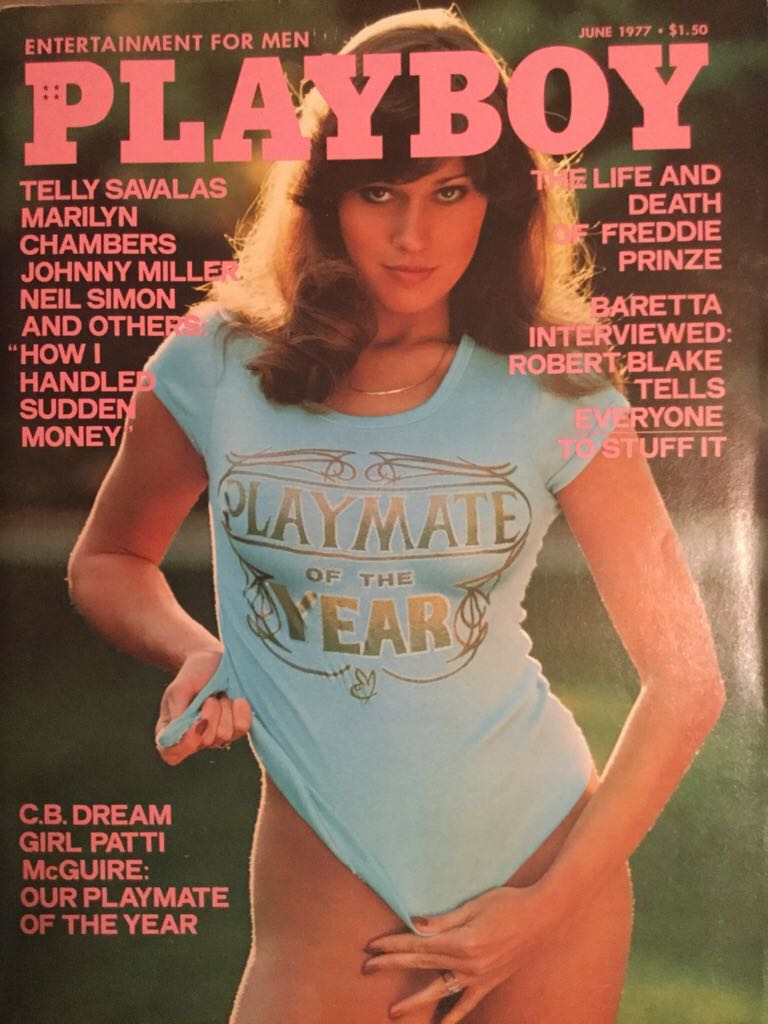 ENTERTAINMENT FOR MEN
JUNE 1977 • $1.50
PLAYBOY
TELLY SAVALAS
MARILYN
CHAMBERS
JOHNNY MILLER
NEIL SIMON
AND OTHERS:
"HOW I
HANDLED
SUDDEN
MONEY"
THE LIFE AND
DEATH
OF FREDDIE
PRINZE
BARETTA
INTERVIEWED:
ROBERT BLAKE
TELLS
EVERYONE
TO STUFF IT
PLAYMATE
OF THE
YEAR
C.B. DREAM
GIRL PATTI
McGUIRE:
OUR PLAYMATE
OF THE YEAR